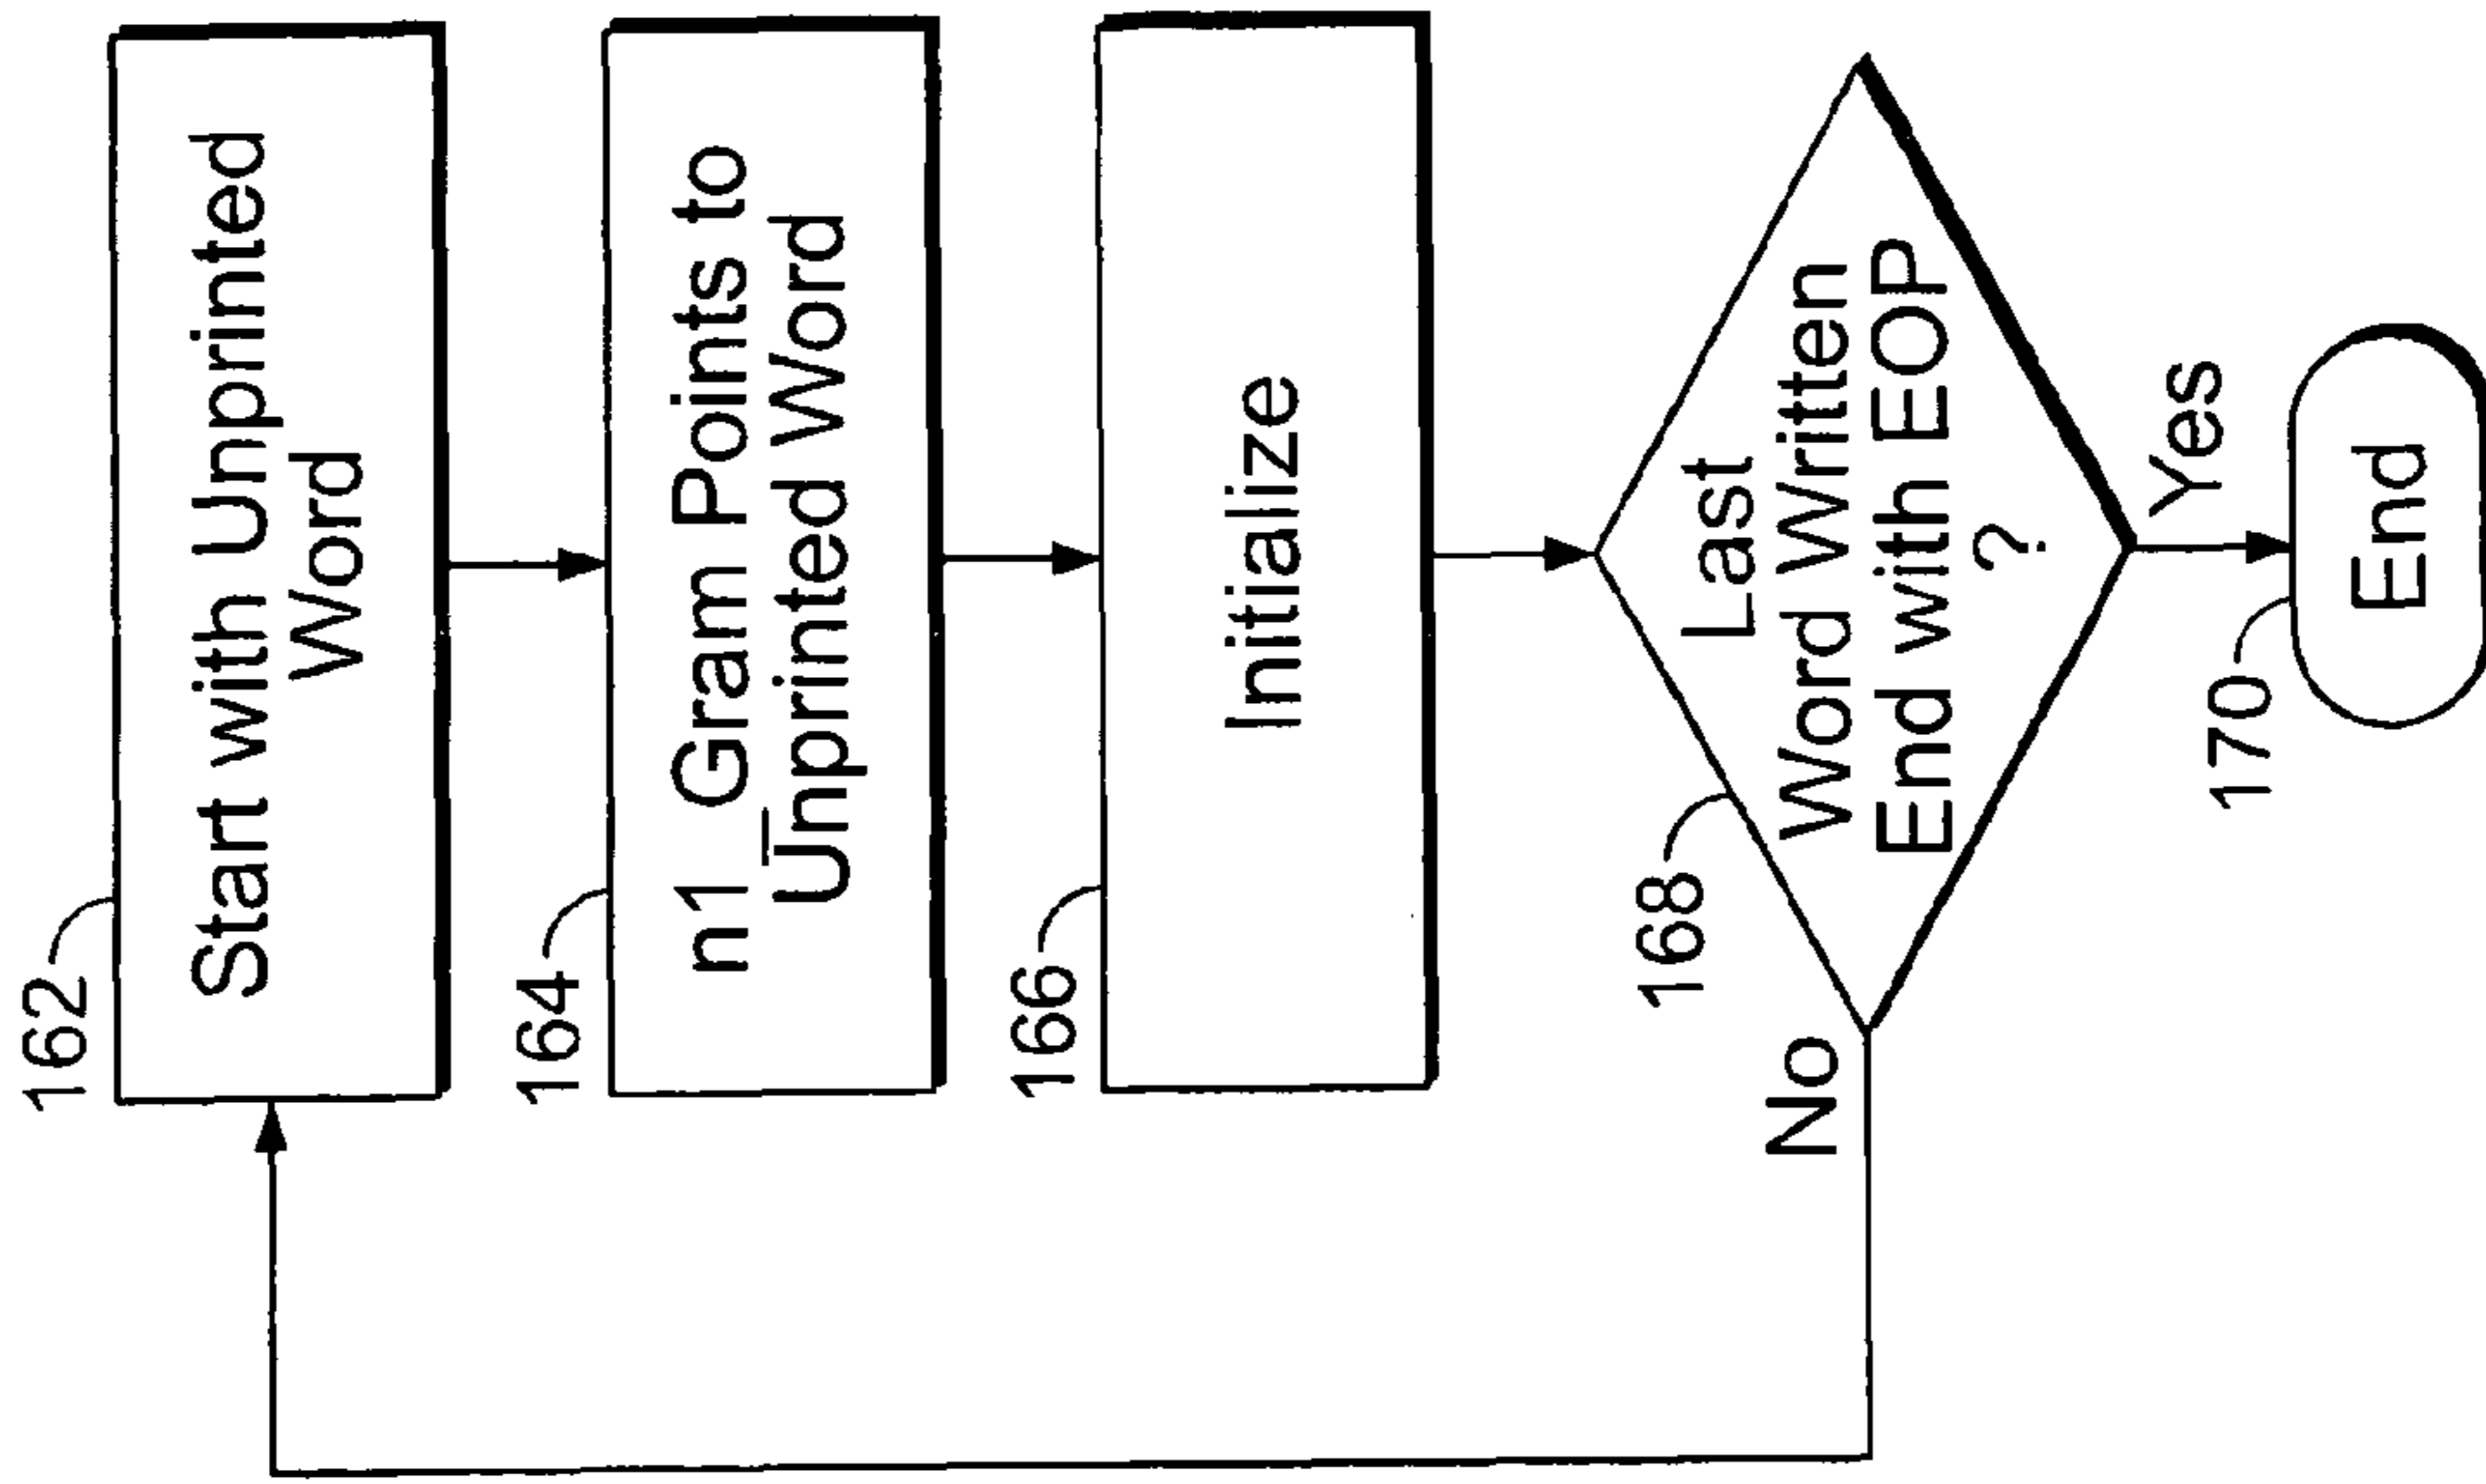 162
Start with Unprinted
Word
164
n1_Gram Points to
Unprinted Word
166
Initialize
168
Last
Word Written
End with EOP
?
No
Yes
170
End